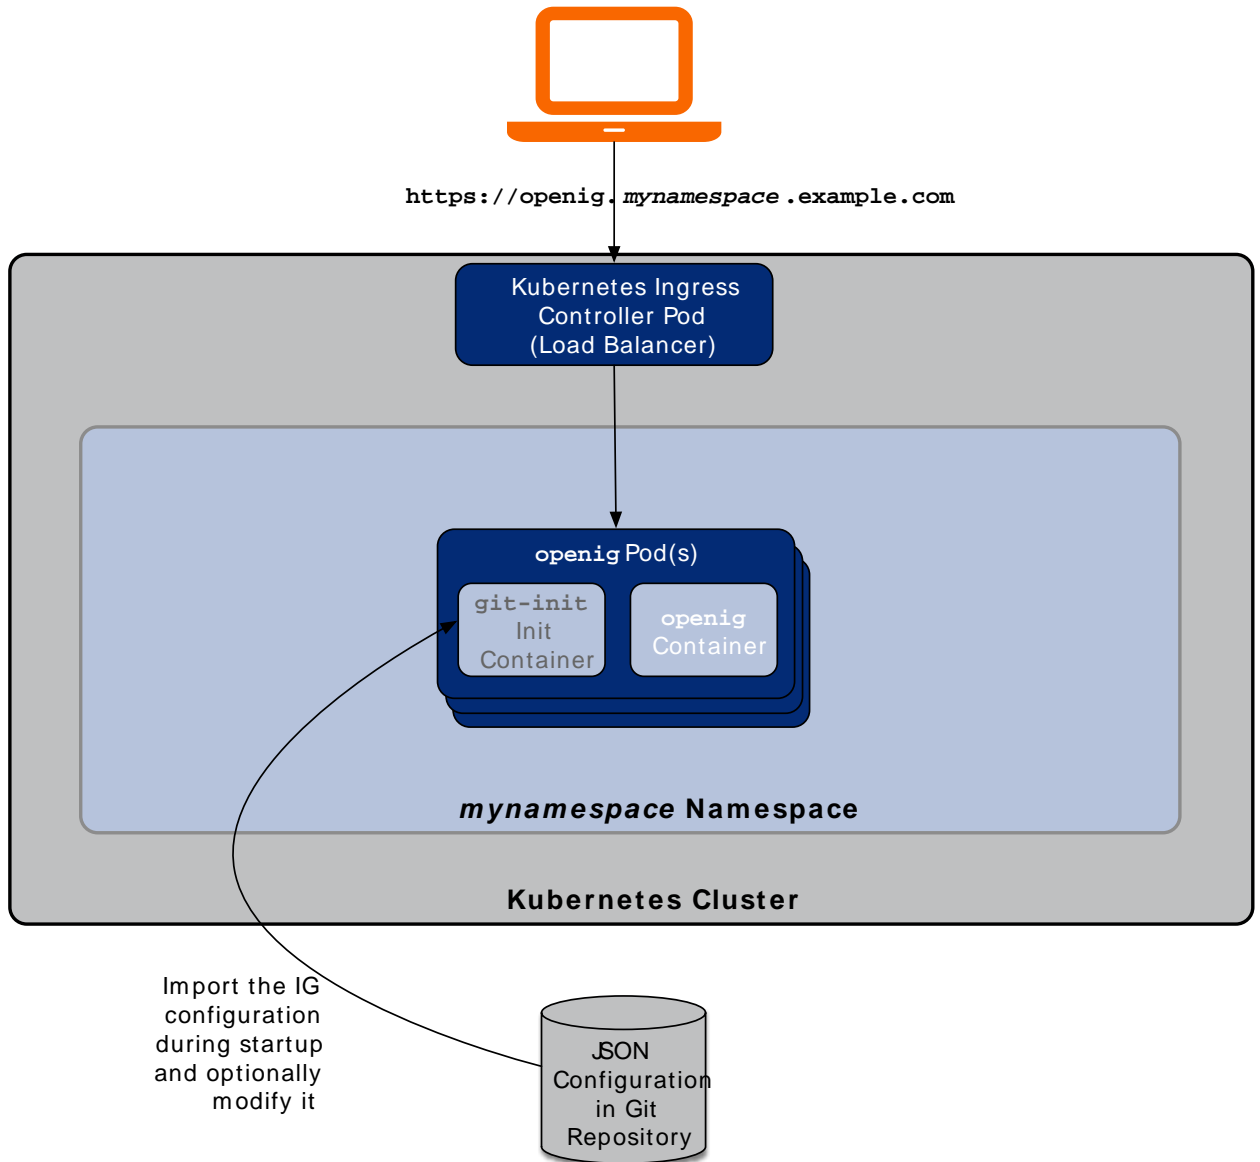 https://openig.mynamespace.example.com
Kubernetes Ingress
Controller Pod
(Load Balancer)
openig Pod(s)
git-init
Init
Container
openig
Container
mynamespace Namespace
Kubernetes Cluster
Import the IG
configuration
during startup
and optionally
modify it
JSON
Configuration
in Git
Repository